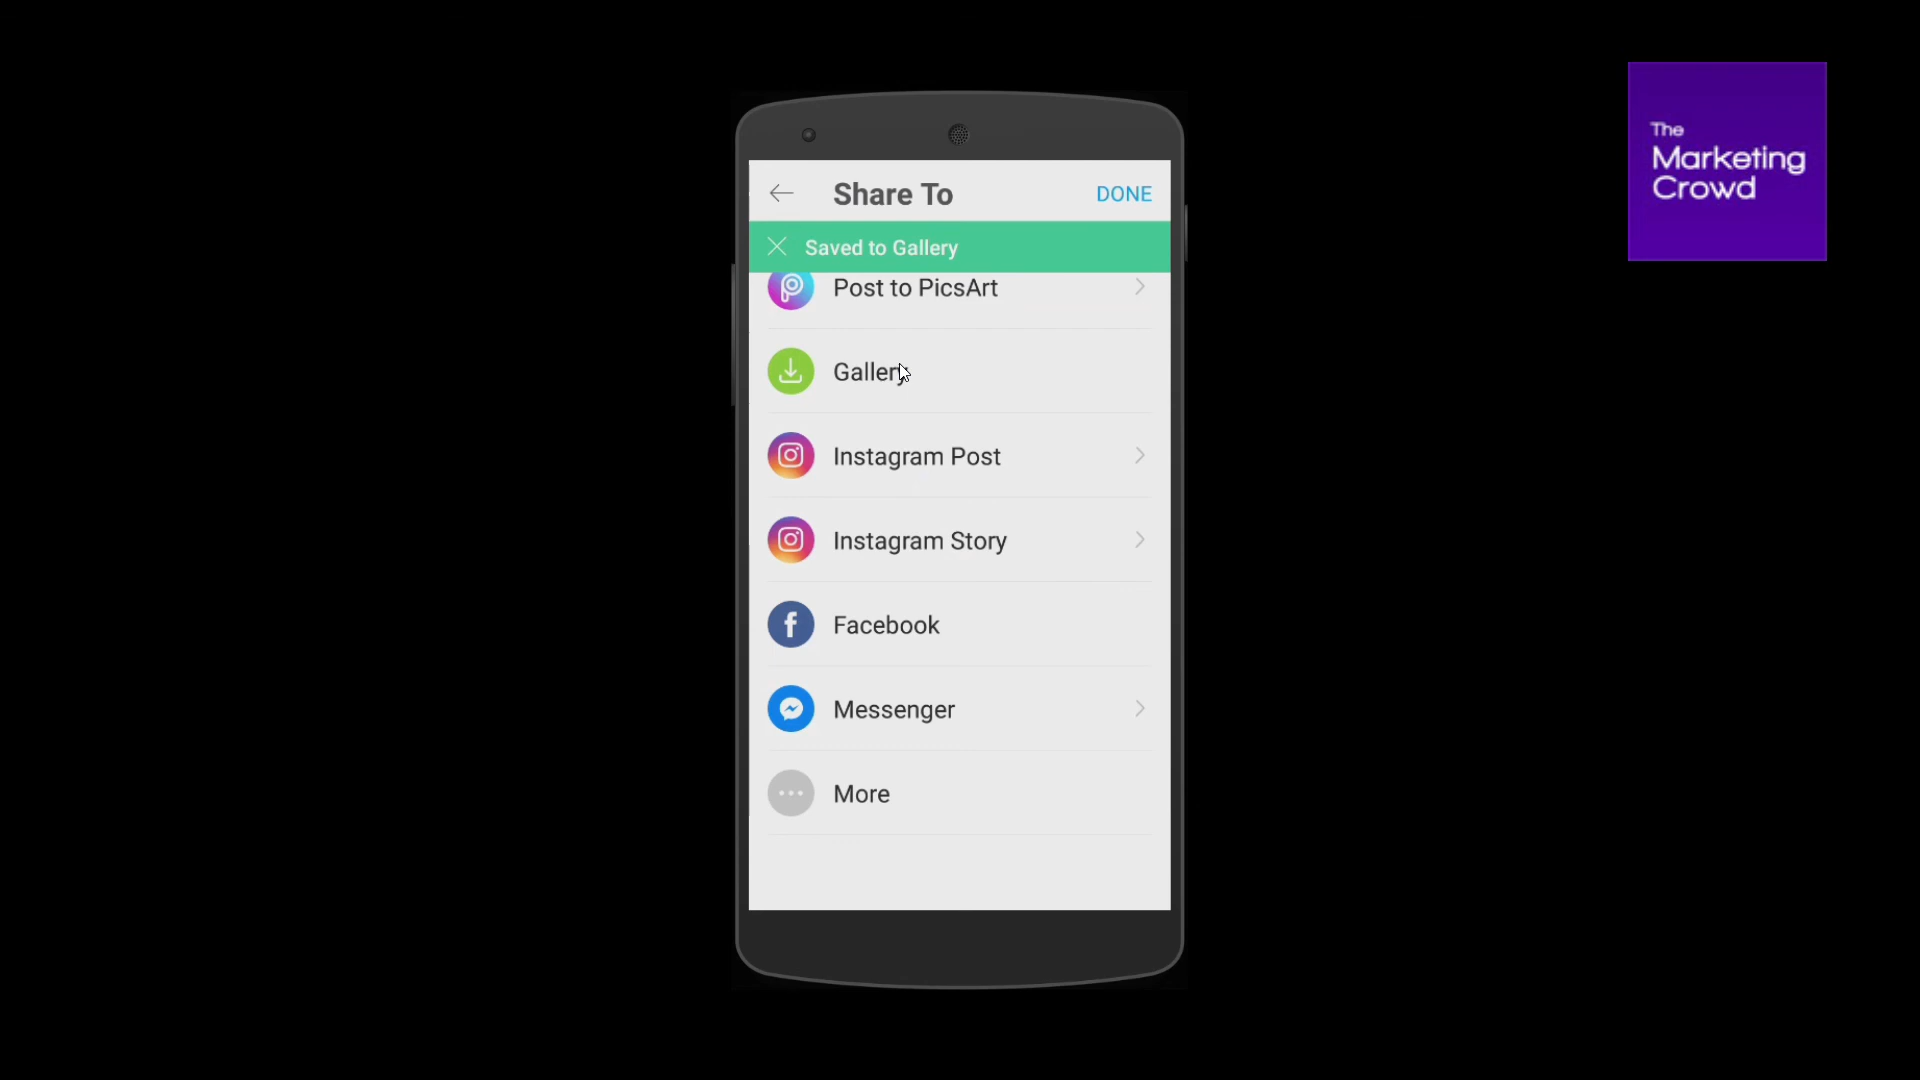 The
Marketing
Crowd
Share To
DONE
Saved to Gallery
Post to PicsArt
Gallery
Instagram Post
Instagram Story
Facebook
Messenger
More